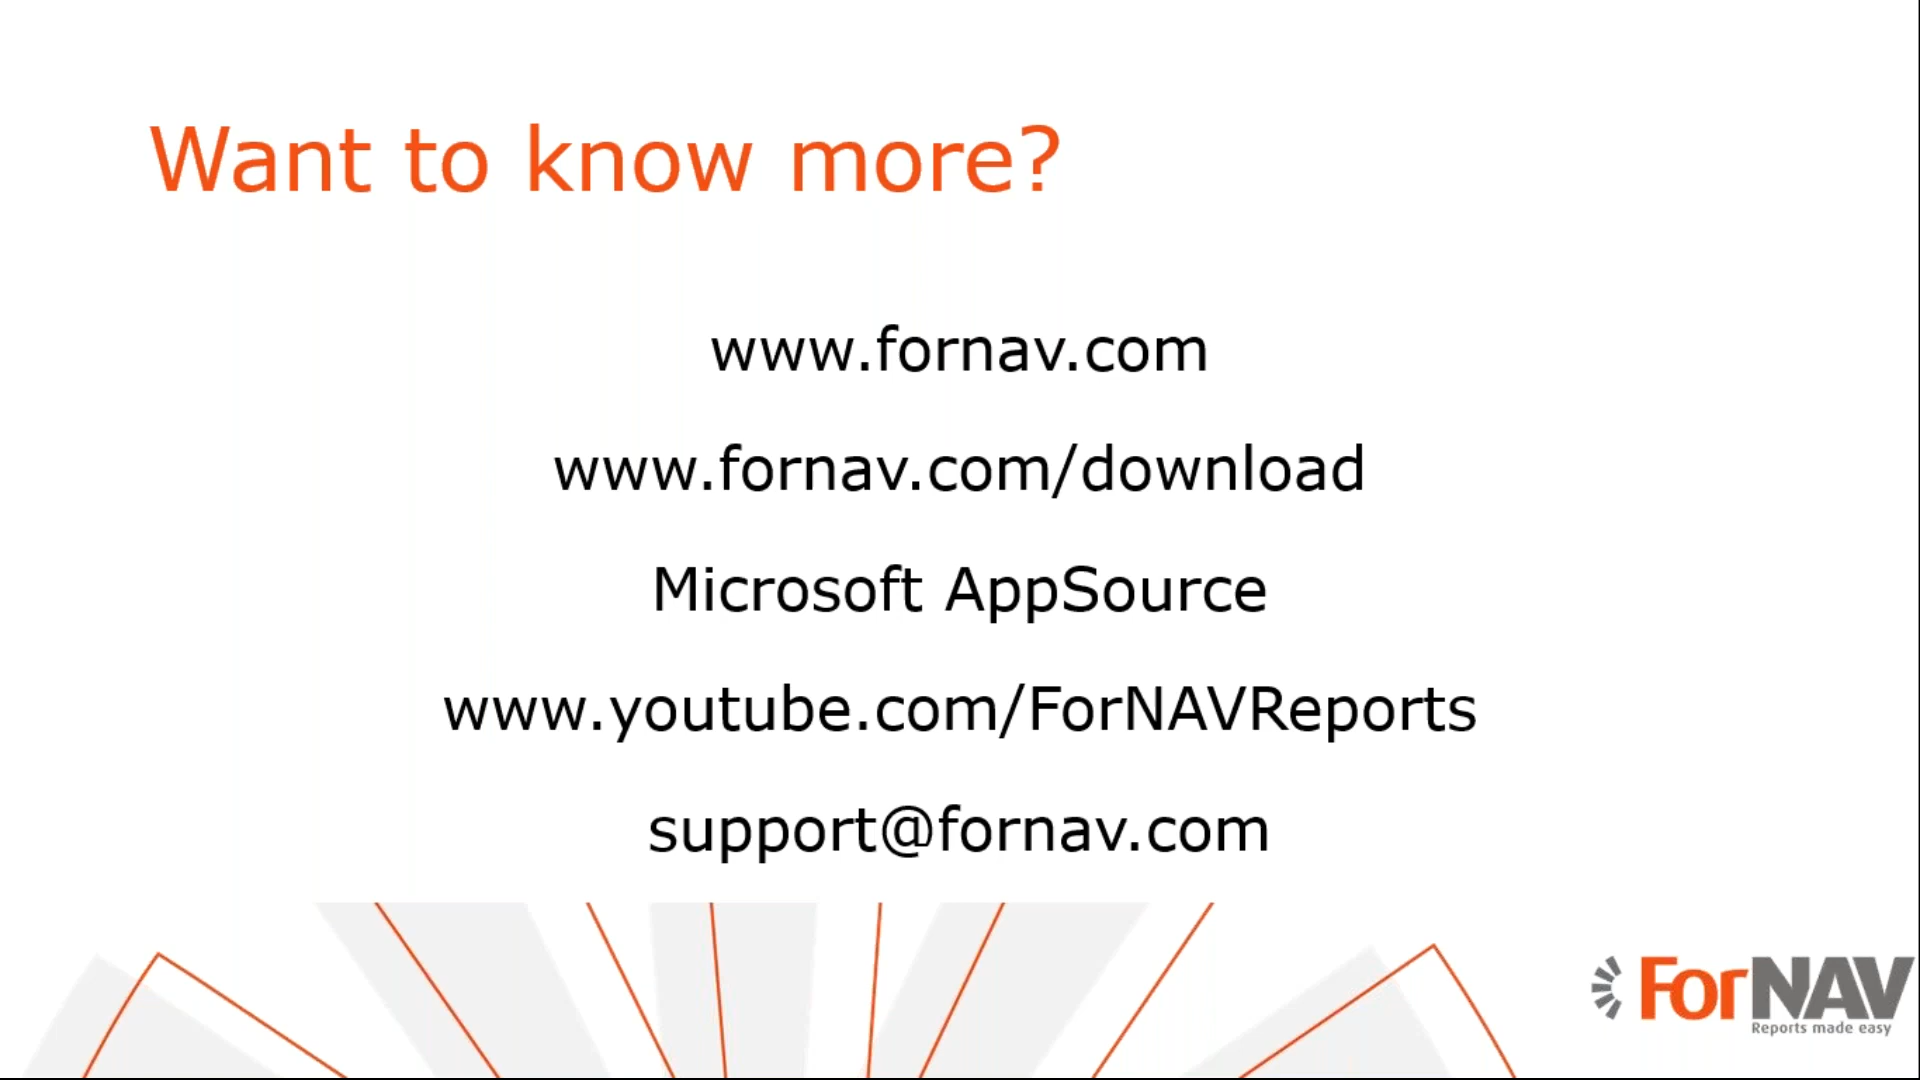 Want to know more?
www.fornav.com
www.fornav.com/download
Microsoft AppSource
www.youtube.com/ForNAVReports
support@fornav.com
ForNAV
Reports made easy